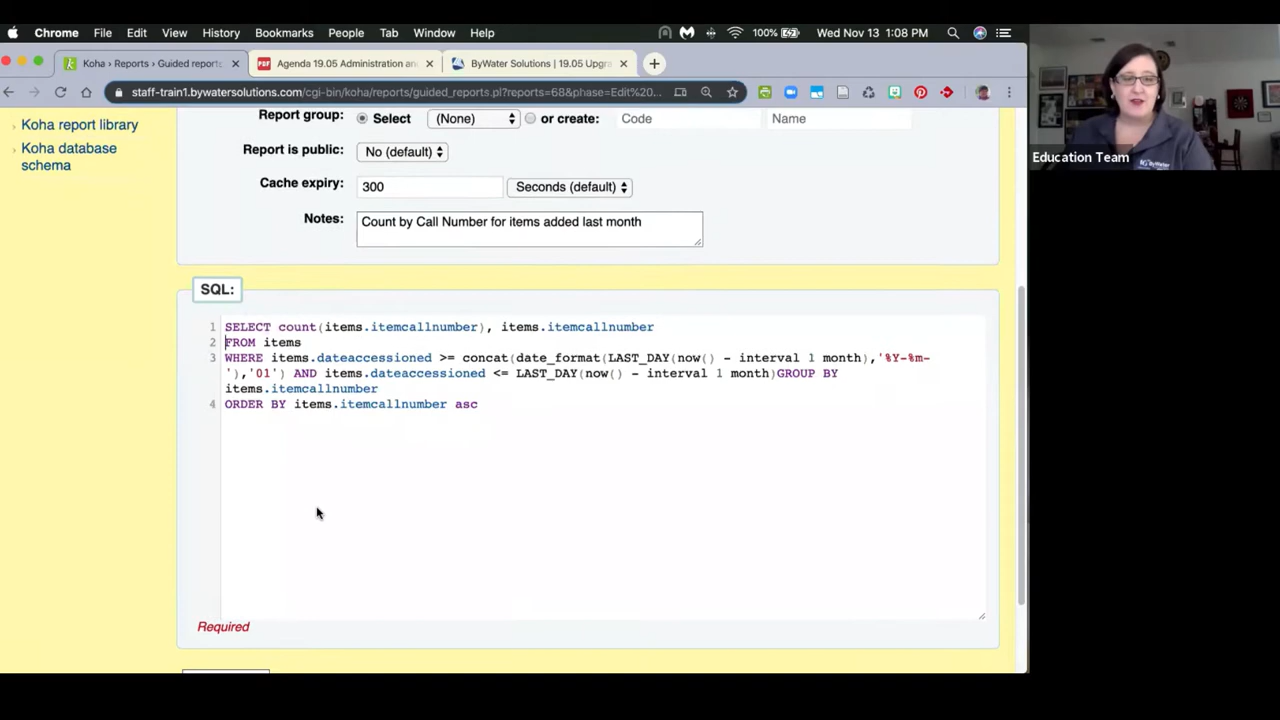 Chrome File Edit View History Bookmarks People Tab Window Help 100% Wed Nov 13 1:08 PM
Koha › Reports › Guided reports
Agenda 19.05 Administration an
ByWater Solutions | 19.05 Upgr
staff-train1.bywatersolutions.com/cgi-bin/koha/reports/guided_reports.pl?reports=68&phase=Edit%20...
Koha report library
Koha database
schema
Report group: Select (None) or create: Code Name
Report is public: No (default)
Cache expiry: 300 Seconds (default)
Notes: Count by Call Number for items added last month
SQL:
1 SELECT count(items.itemcallnumber), items.itemcallnumber
2 FROM items
3 WHERE items.dateaccessioned >= concat(date_format(LAST_DAY(now() - interval 1 month),'%Y-%m-
'),'01') AND items.dateaccessioned <= LAST_DAY(now() - interval 1 month)GROUP BY
items.itemcallnumber
4 ORDER BY items.itemcallnumber asc
Required
Education Team